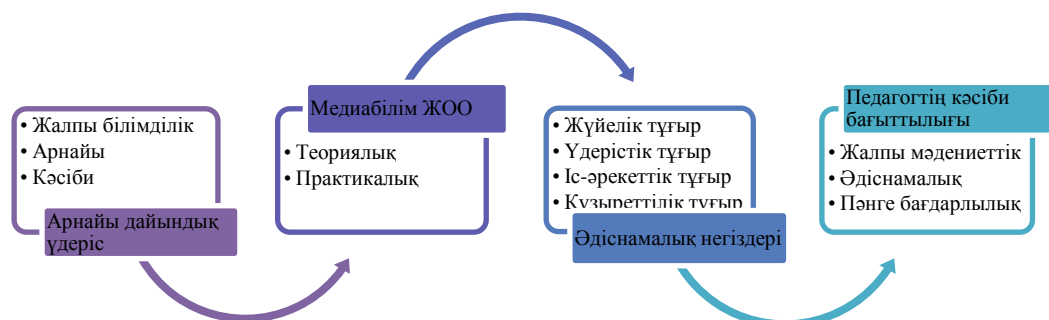 • Жалпы білімділік
• Арнайы
• Кәсіби
Арнайы дайындық
үдеріс
Медиабілім ЖОО
• Теориялық
• Практикалық
• Жүйелік тұғыр
• Үдерістік тұғыр
• Іс-әрекеттік тұғыр
• Құзыреттілік тұғыр
Әдіснамалық негіздері
Педагогтің кәсіби
бағыттылығы
• Жалпы мәдениеттік
• Әдіснамалық
• Пәнге бағдарлылық